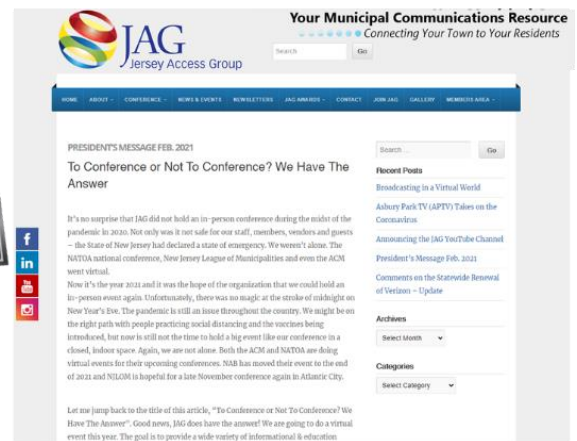 JAG
Jersey Access Group
Your Municipal Communications Resource
Connecting Your Town to Your Residents
Search
Go
HOME ABOUT CONFERENCE NEWS & EVENTS NEWSLETTERS JAG AWARDS CONTACT JOIN JAG GALLERY MEMBERS AREA
PRESIDENT'S MESSAGE FEB. 2021
To Conference or Not To Conference? We Have The
Answer
It's no surprise that JAG did not hold an in-person conference during the midst of the
pandemic in 2020. Not only was it not safe for our staff, members, vendors and guests
– the State of New Jersey had declared a state of emergency. We weren't alone. The
NATOA national conference, New Jersey League of Municipalities and even the ACM
went virtual.
Now it's the year 2021 and it was the hope of the organization that we could hold an
in-person event again. Unfortunately, there was no magic at the stroke of midnight on
New Year's Eve. The pandemic is still an issue throughout the country. We might be on
the right path with people practicing social distancing and the vaccines being
introduced, but now is still not the time to hold a big event like our conference in a
closed, indoor space. Again, we are not alone. Both the ACM and NATOA are doing
virtual events for their upcoming conferences. NAB has moved their event to the end
of 2021 and NJLOM is hopeful for a late November conference again in Atlantic City.
Let me jump back to the title of this article, "To Conference or Not To Conference? We
Have The Answer". Good news, JAG does have the answer! We are going to do a virtual
event this year. The goal is to provide a wide variety of informational & education
Search ...
Go
Recent Posts
Broadcasting in a Virtual World
Asbury Park TV (APTV) Takes on the
Coronavirus
Announcing the JAG YouTube Channel
President's Message Feb. 2021
Comments on the Statewide Renewal
of Verizon – Update
Archives
Select Month
Categories
Select Category
f
in
You